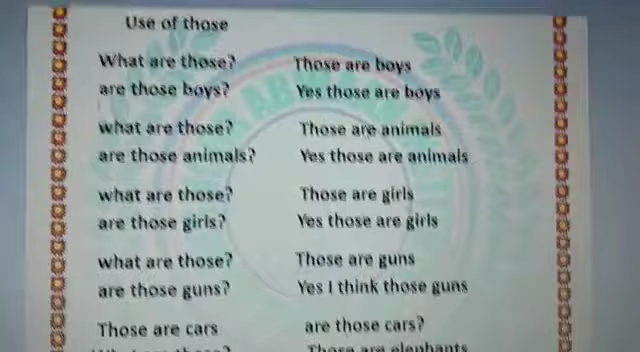 Use of those
What are those? Those are boys
are those boys? Yes those are boys
what are those? Those are animals
are those animals? Yes those are animals
what are those? Those are girls
are those girls? Yes those are girls
what are those? Those are guns
are those guns? Yes I think those guns
Those are cars are those cars?
those? Those are elephants